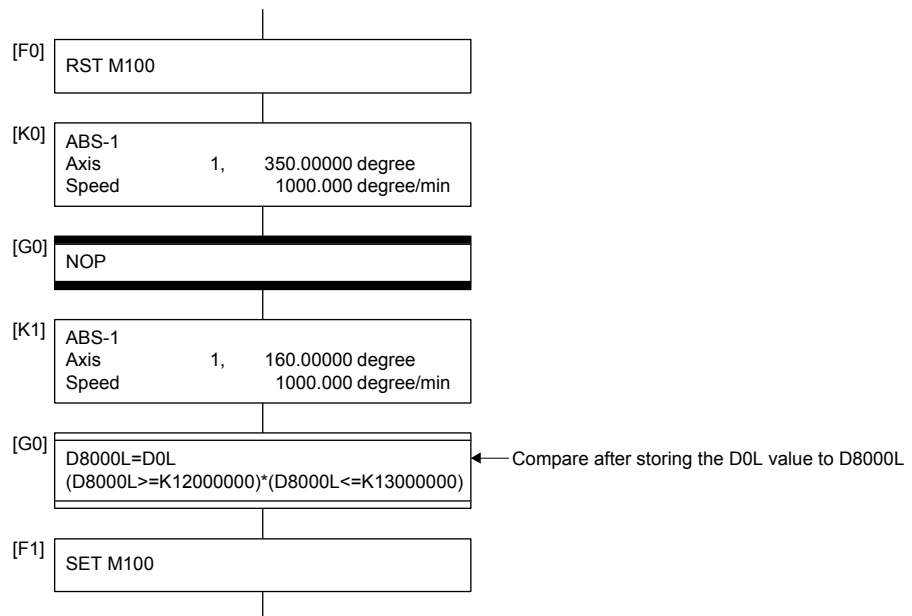 [F0]
RST M100
[K0]
ABS-1
Axis 1, 350.00000 degree
Speed 1000.000 degree/min
[G0]
NOP
[K1]
ABS-1
Axis 1, 160.00000 degree
Speed 1000.000 degree/min
[G0]
D8000L=D0L
(D8000L>=K12000000)*(D8000L<=K13000000)
Compare after storing the D0L value to D8000L
[F1]
SET M100